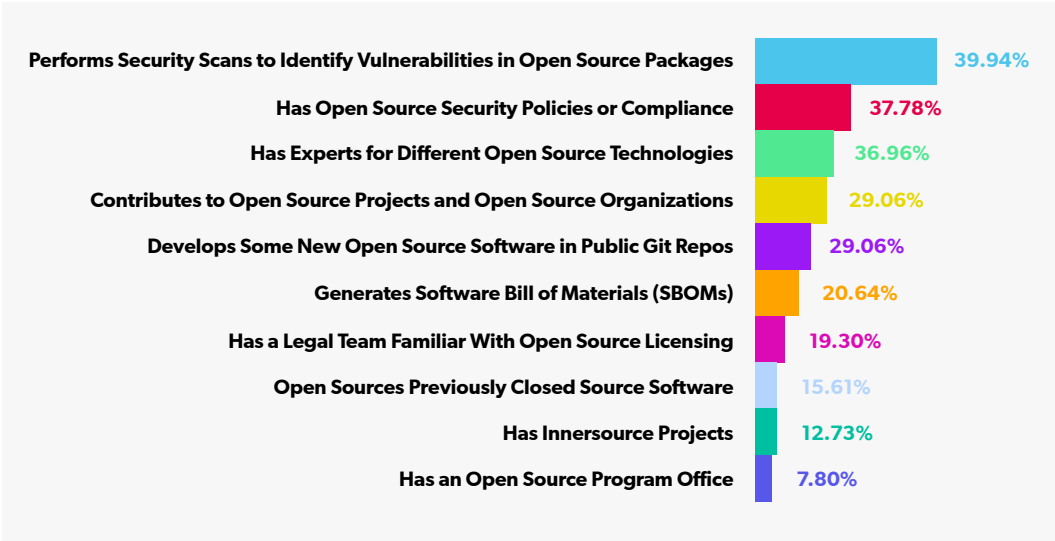 Performs Security Scans to Identify Vulnerabilities in Open Source Packages 39.94%
Has Open Source Security Policies or Compliance 37.78%
Has Experts for Different Open Source Technologies 36.96%
Contributes to Open Source Projects and Open Source Organizations 29.06%
Develops Some New Open Source Software in Public Git Repos 29.06%
Generates Software Bill of Materials (SBOMs) 20.64%
Has a Legal Team Familiar With Open Source Licensing 19.30%
Open Sources Previously Closed Source Software 15.61%
Has Innersource Projects 12.73%
Has an Open Source Program Office 7.80%